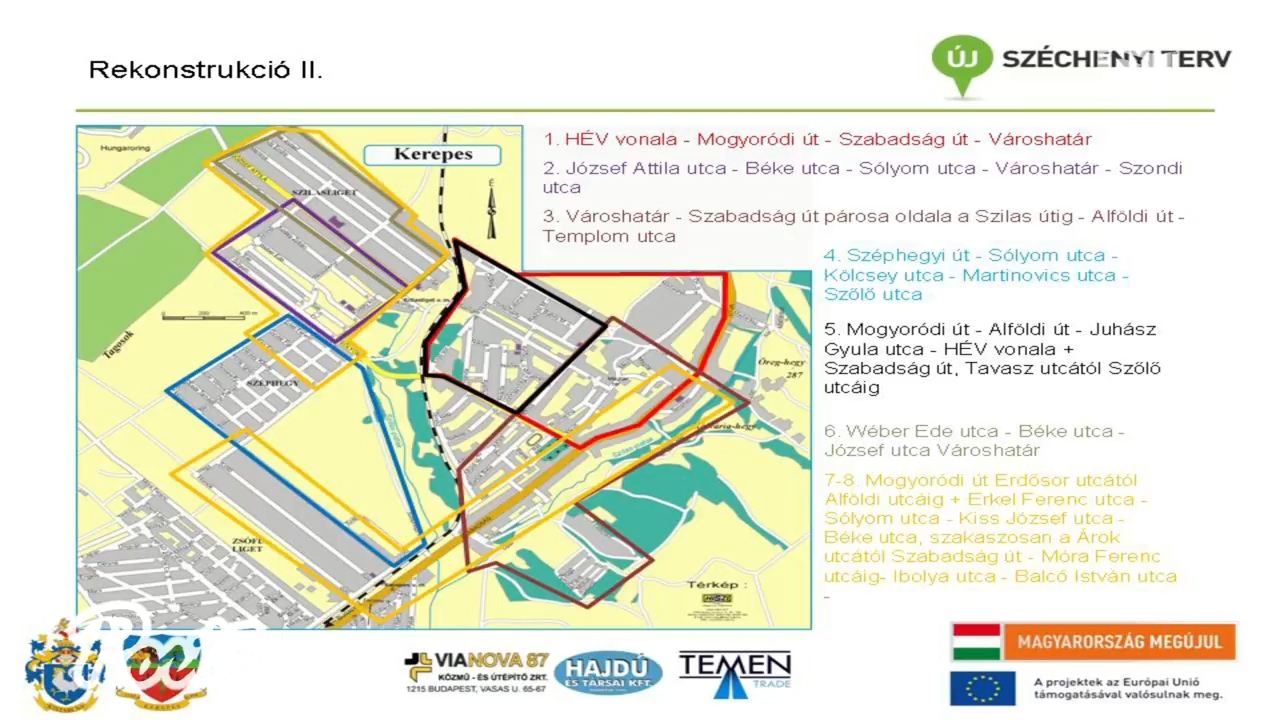 Rekonstrukció II.
ÚJ SZÉCHENYI TERV
Kerepes
Hungaroring
SZILASLIGET
SZÉPHEGY
Tagosok
Öreg-hegy
287
ZSÓFI
LIGET
Térkép :
1. HÉV vonala - Mogyoródi út - Szabadság út - Városhatár
2. József Attila utca - Béke utca - Sólyom utca - Városhatár - Szondi
utca
3. Városhatár - Szabadság út párosa oldala a Szilas útig - Alföldi út -
Templom utca
4. Széphegyi út - Sólyom utca -
Kölcsey utca - Martinovics utca -
Szőlő utca
5. Mogyoródi út - Alföldi út - Juhász
Gyula utca - HÉV vonala +
Szabadság út, Tavasz utcától Szőlő
utcáig
6. Wéber Ede utca - Béke utca -
József utca Városhatár
7-8. Mogyoródi út Erdősor utcától
Alföldi utcáig + Erkel Ferenc utca -
Sólyom utca - Kiss József utca -
Béke utca, szakaszosan a Árok
utcától Szabadság út - Móra Ferenc
utcáig- Ibolya utca - Balcó Istvàn utca
-
VIANOVA 87
KÖZMŰ - ÉS ÚTÉPÍTŐ ZRT.
1215 BUDAPEST, VASAS U. 65-67
HAJDÚ
ÉS TÁRSAI KFT.
TEMEN
TRADE
MAGYARORSZÁG MEGÚJUL
A projektek az Európai Unió
támogatásával valósulnak meg.